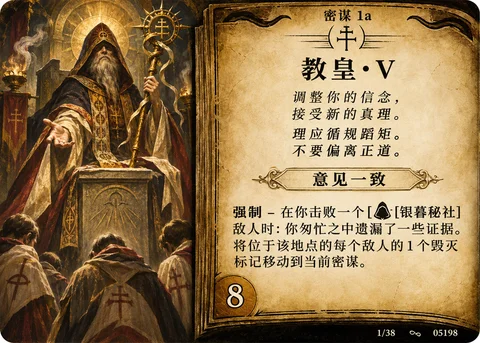 密谋 1a
教皇·V
调整你的信念，
接受新的真理。
理应循规蹈矩。
不要偏离正道。
意见一致
强制 – 在你击败一个[[银暮秘社]
敌人时：你匆忙之中遗漏了一些证据。
将位于该地点的每个敌人的1个毁灭
标记移动到当前密谋。
8
1/38 05198